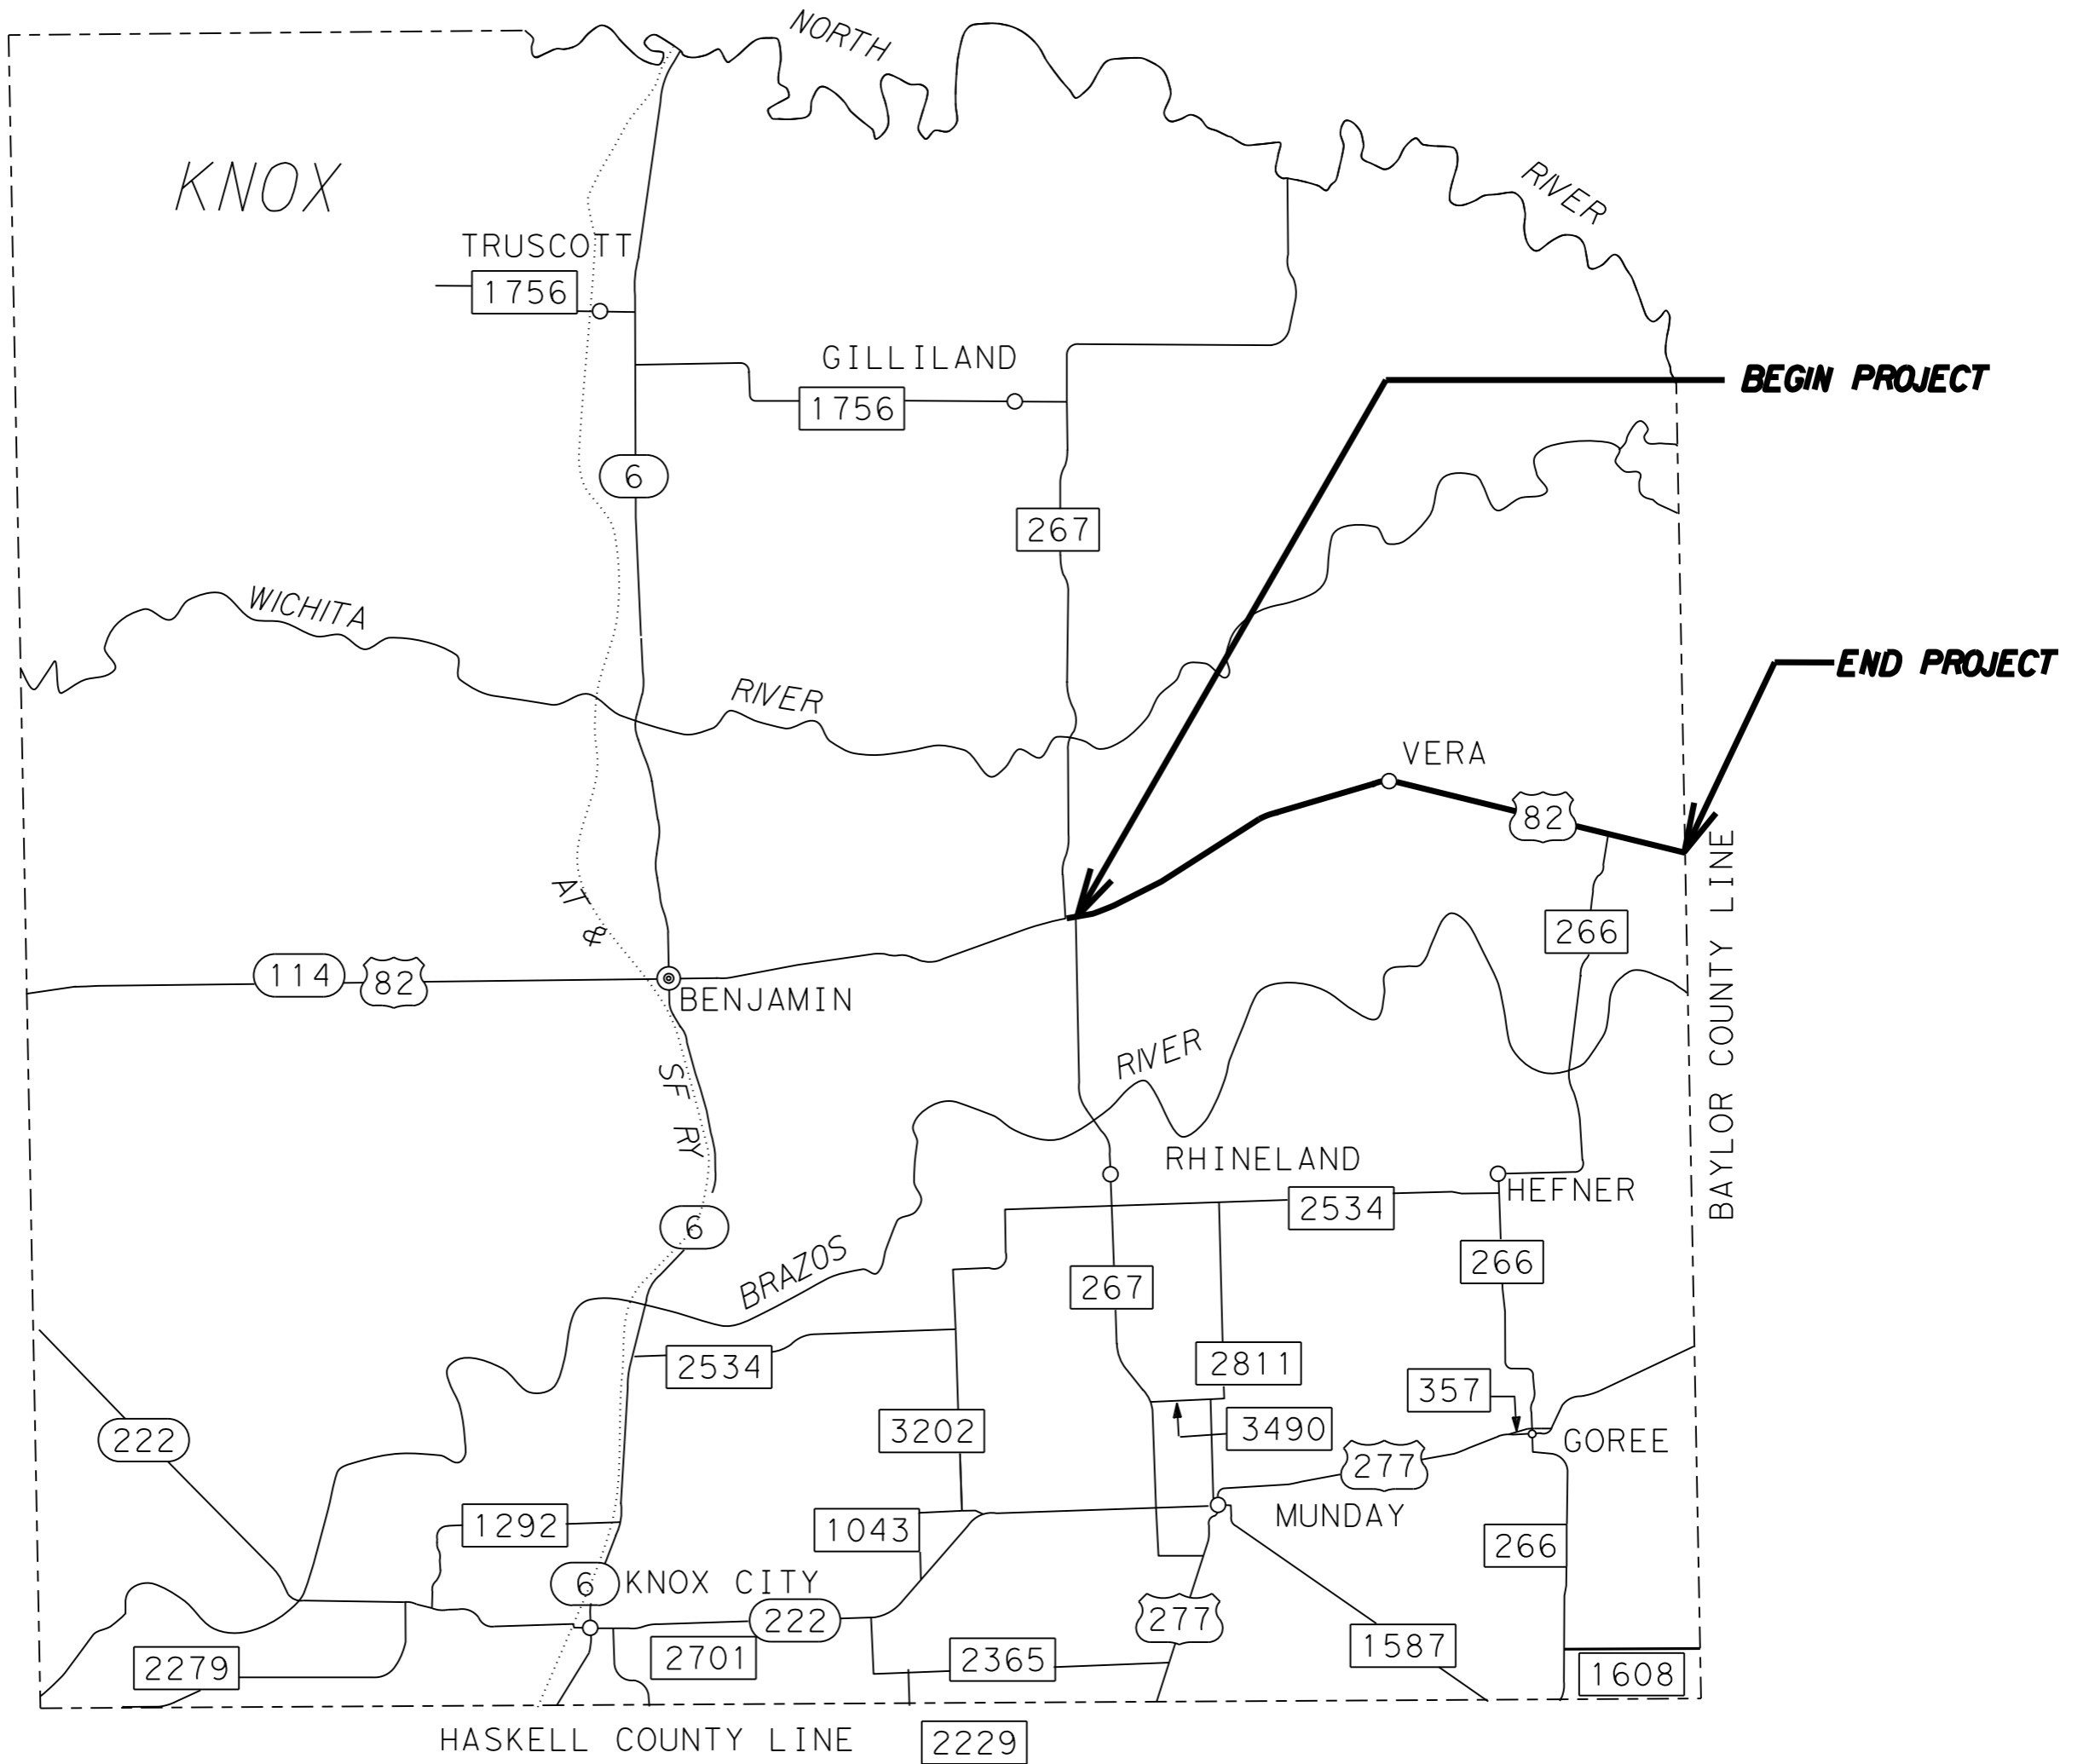 NORTH
KNOX
RIVER
TRUSCOTT
1756
GILLILAND
1756
BEGIN PROJECT
6
267
WICHITA
RIVER
END PROJECT
VERA
82
AT
&
SF
RY
BAYLOR COUNTY LINE
266
114
82
BENJAMIN
RIVER
RHINELAND
HEFNER
2534
6
BRAZOS
266
267
2534
2811
357
222
3202
3490
GOREE
277
1292
1043
MUNDAY
266
6
KNOX CITY
222
277
2279
2701
2365
1587
1608
HASKELL COUNTY LINE
2229